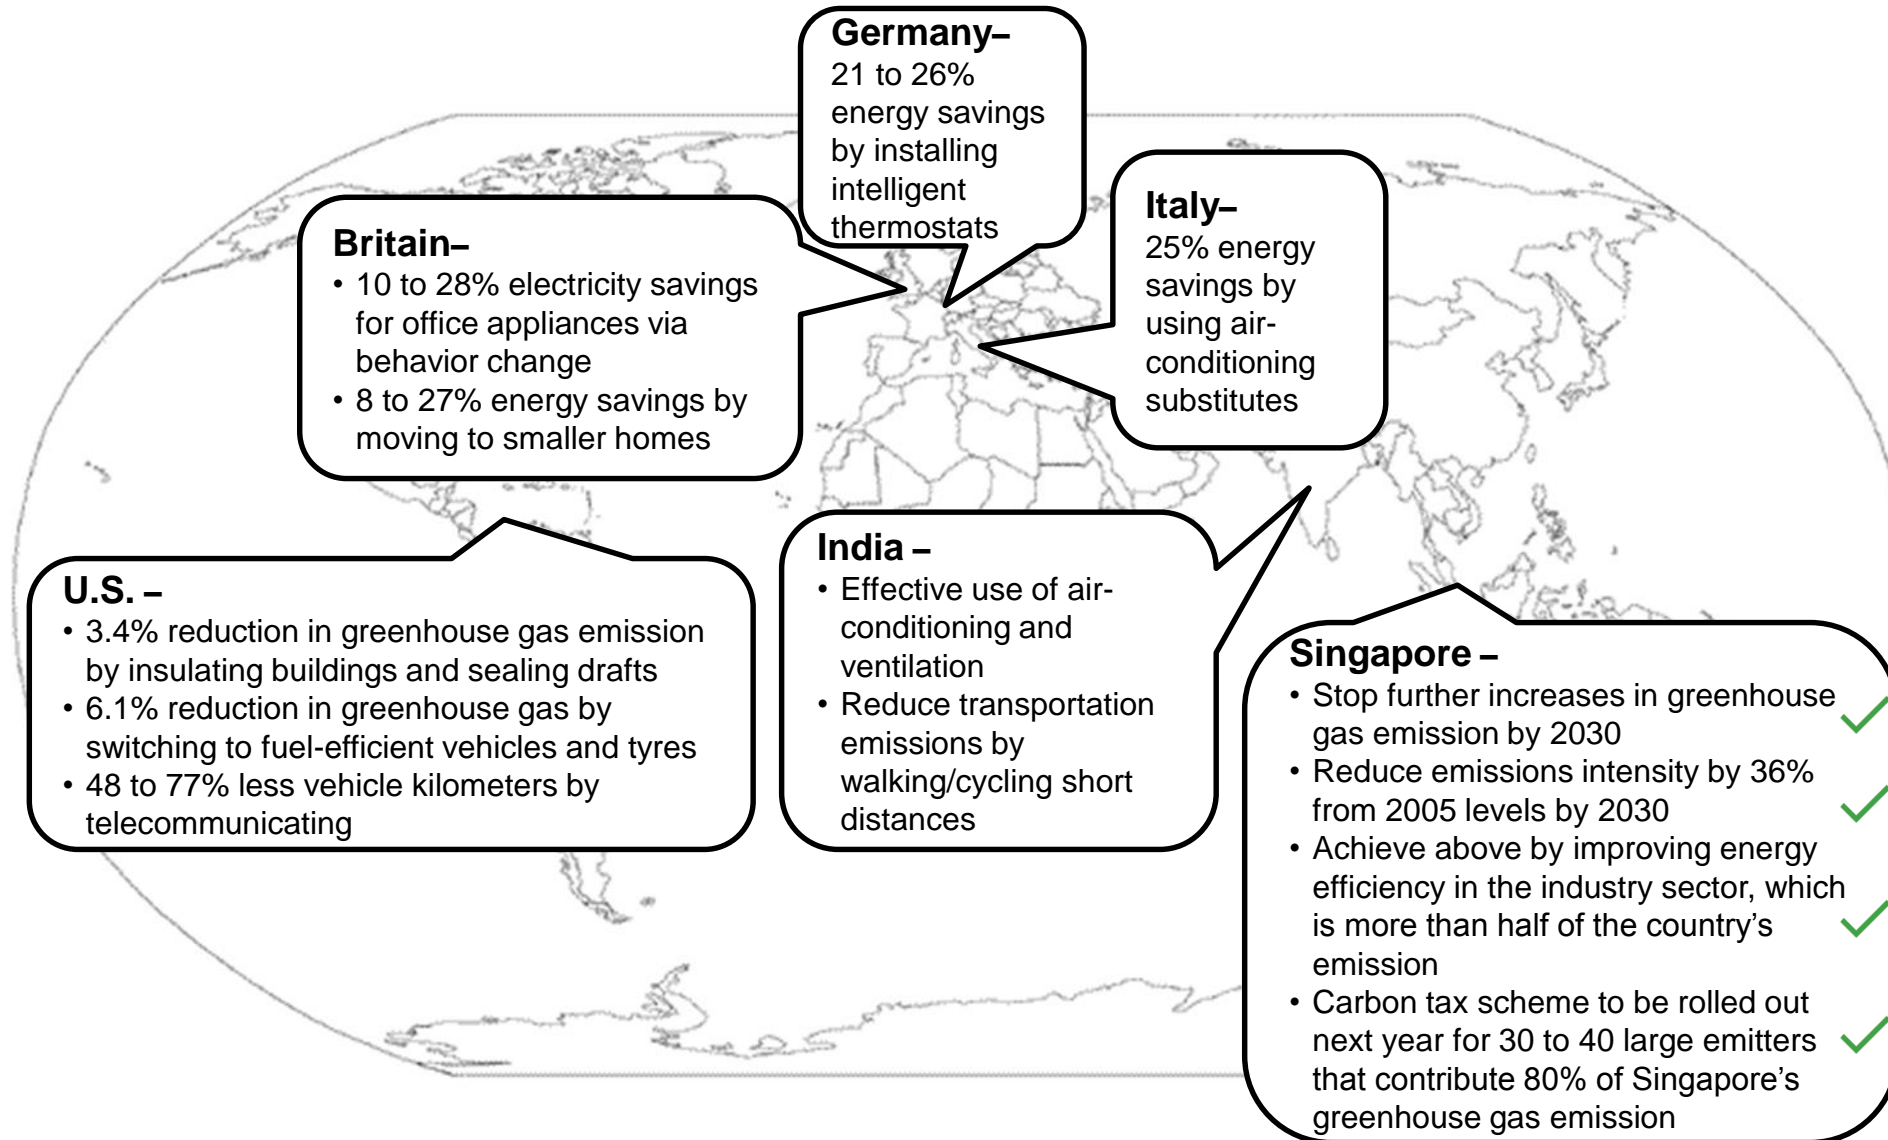 Germany–
21 to 26%
energy savings
by installing
intelligent
thermostats
Italy–
25% energy
savings by
using air-
conditioning
substitutes
Britain–
• 10 to 28% electricity savings
for office appliances via
behavior change
• 8 to 27% energy savings by
moving to smaller homes
U.S. –
• 3.4% reduction in greenhouse gas emission
by insulating buildings and sealing drafts
• 6.1% reduction in greenhouse gas by
switching to fuel-efficient vehicles and tyres
• 48 to 77% less vehicle kilometers by
telecommunicating
India –
• Effective use of air-
conditioning and
ventilation
• Reduce transportation
emissions by
walking/cycling short
distances
Singapore –
• Stop further increases in greenhouse
gas emission by 2030
• Reduce emissions intensity by 36%
from 2005 levels by 2030
• Achieve above by improving energy
efficiency in the industry sector, which
is more than half of the country’s
emission
• Carbon tax scheme to be rolled out
next year for 30 to 40 large emitters
that contribute 80% of Singapore’s
greenhouse gas emission